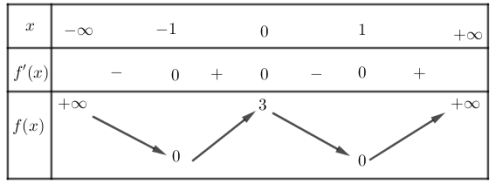 x −∞ −1 0 1 +∞
f′(x) − 0 + 0 − 0 +
+∞ 3 +∞
f(x)
0 0